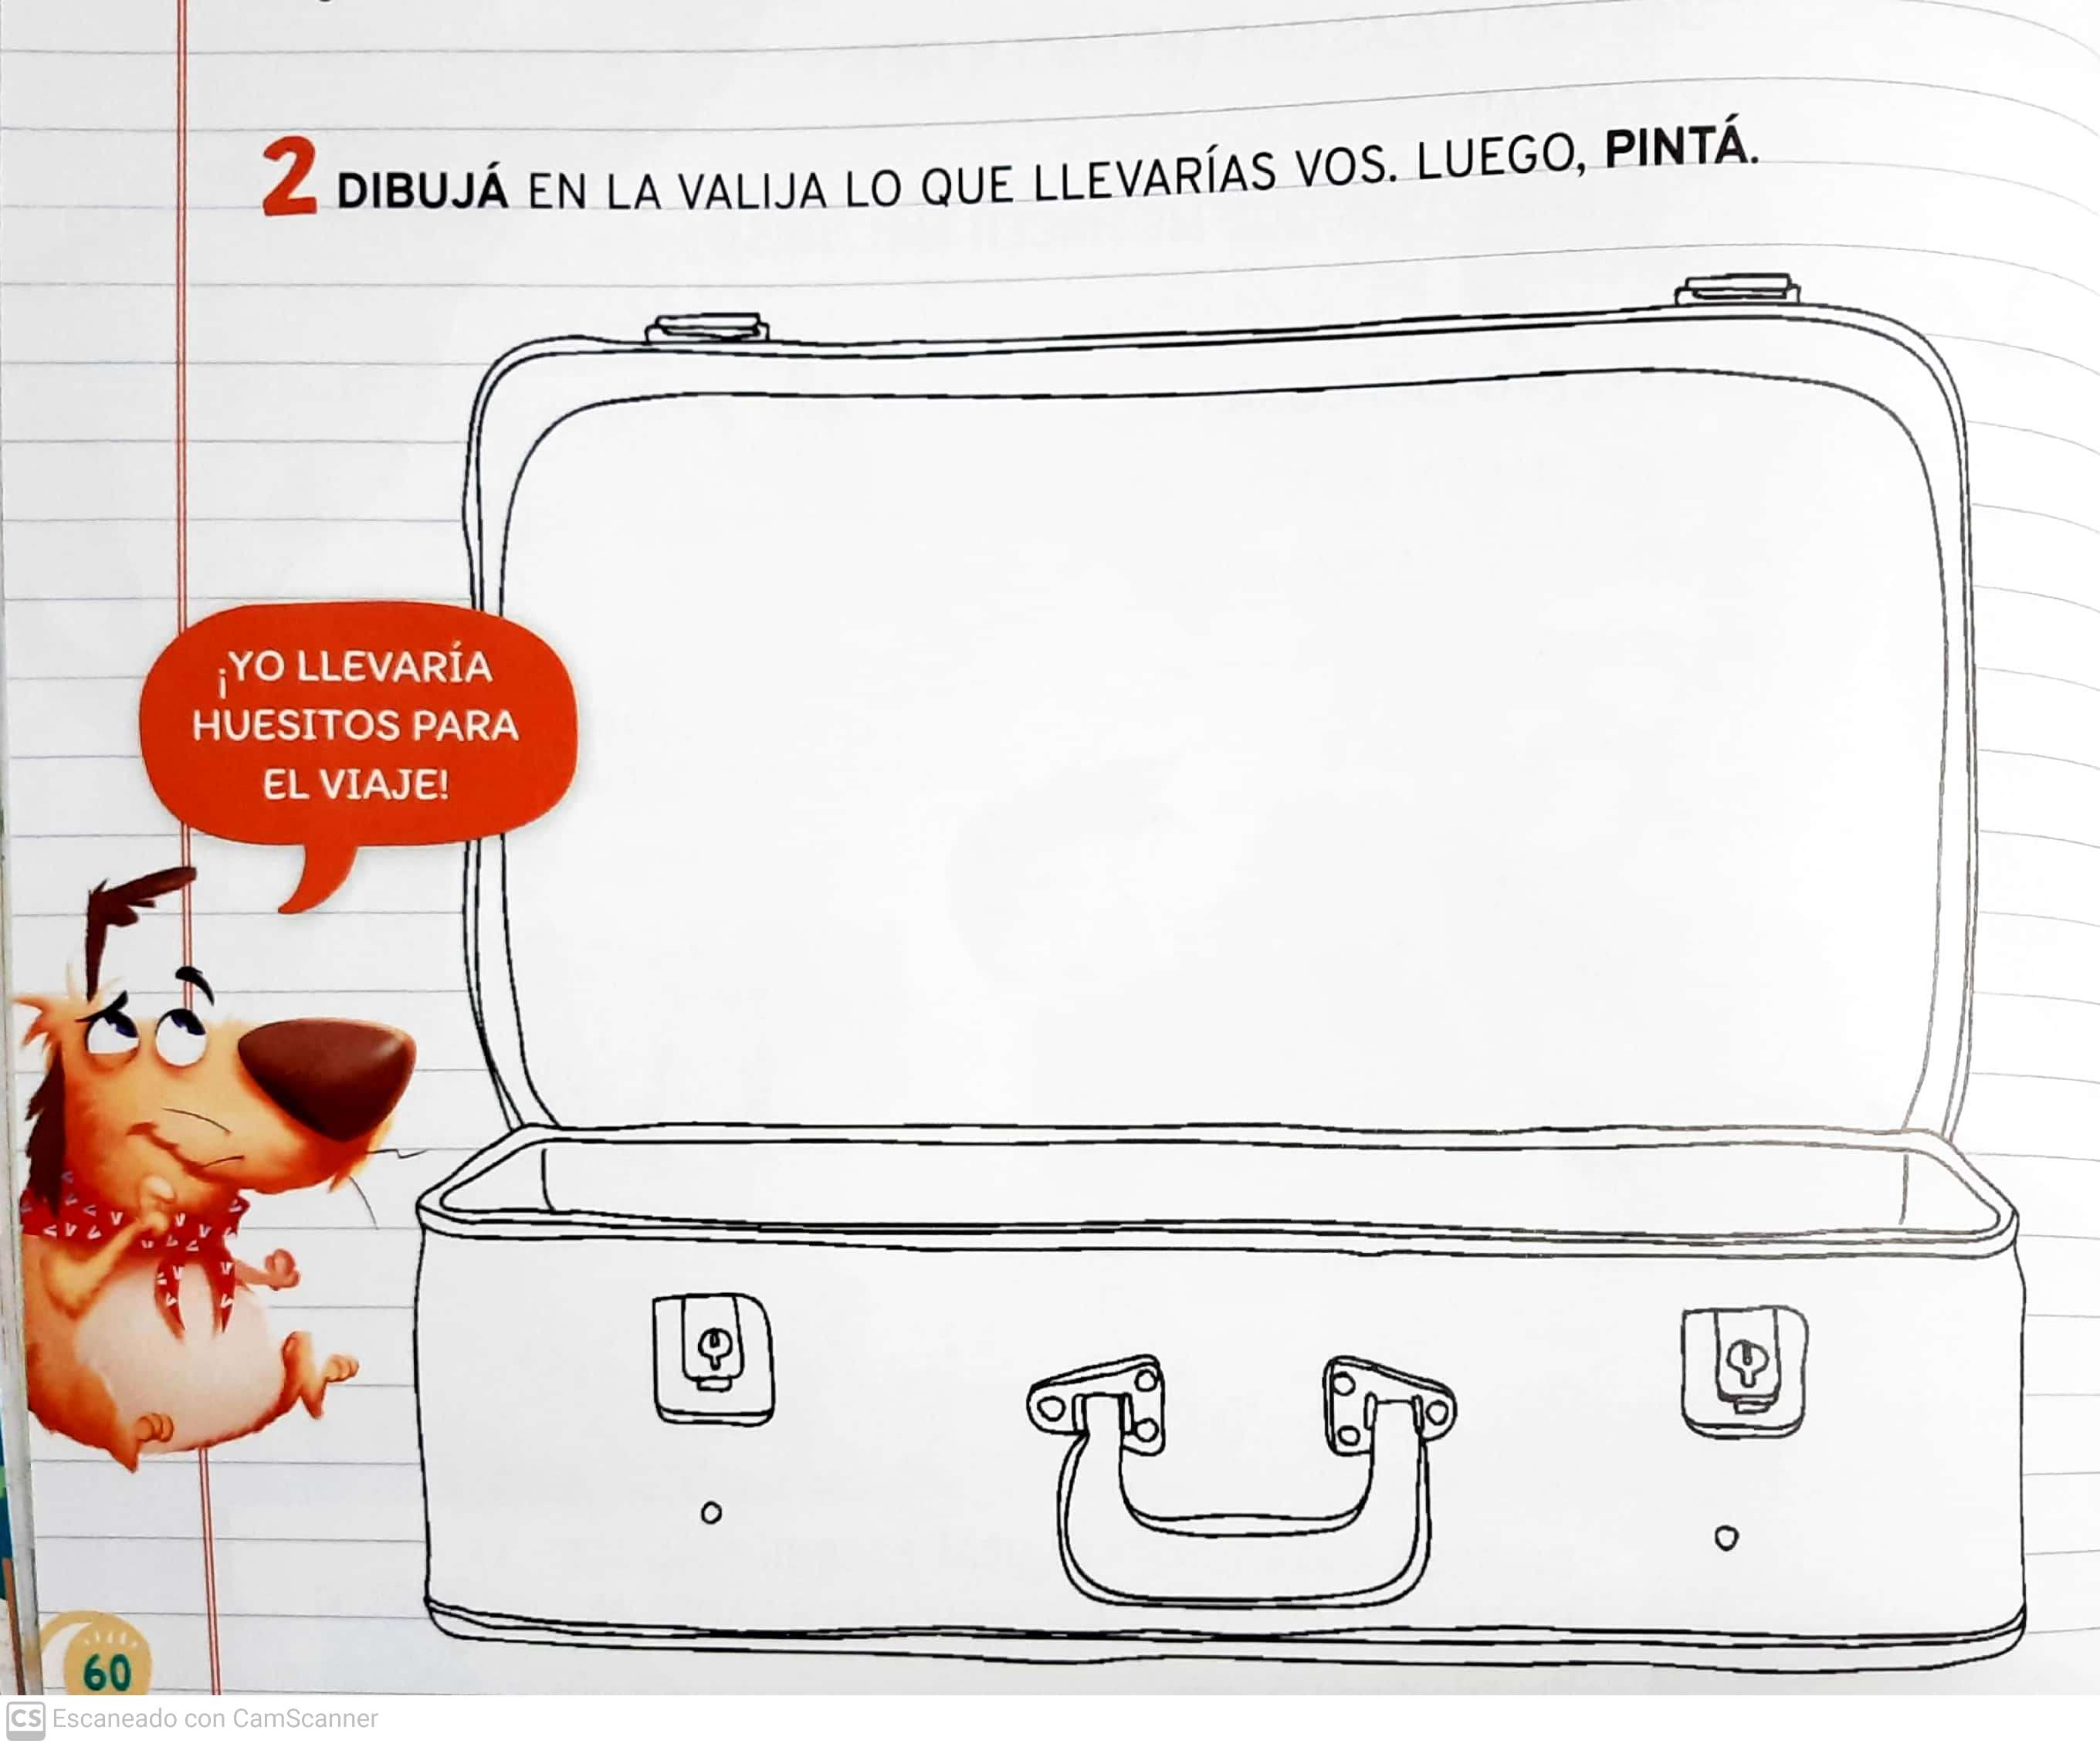 2 DIBUJÁ EN LA VALIJA LO QUE LLEVARÍAS VOS. LUEGO, PINTÁ.
¡YO LLEVARÍA
HUESITOS PARA
EL VIAJE!
60
CS Escaneado con CamScanner